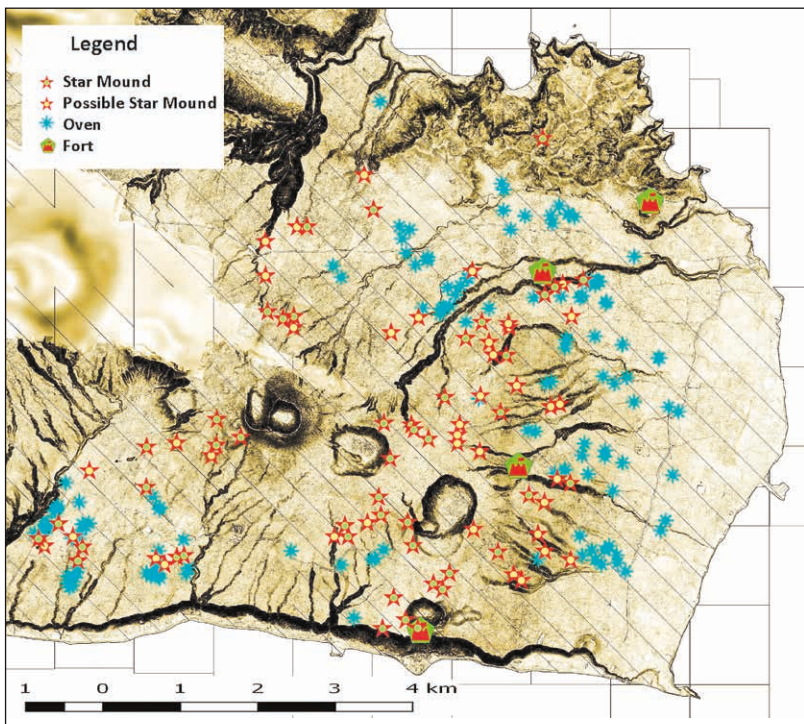 Legend
Star Mound
Possible Star Mound
Oven
Fort
1 0 1 2 3 4 km